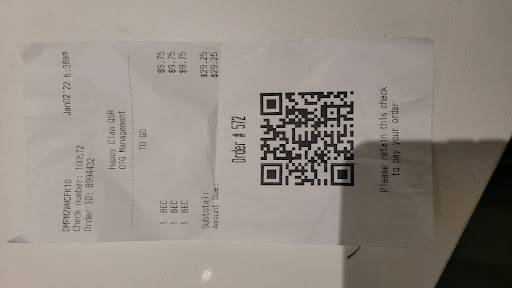 Jan02'22 6:38am
Check number: 100572
Order ID: 8994432
Happy Clam QSR
OTG Management
TO GO
1 BEC $9.75
1 BEC $9.75
1 BEC $9.75
Subtotal: $29.25
Amount Due: $29.25
Order # 572
Please retain this check
to pay your order